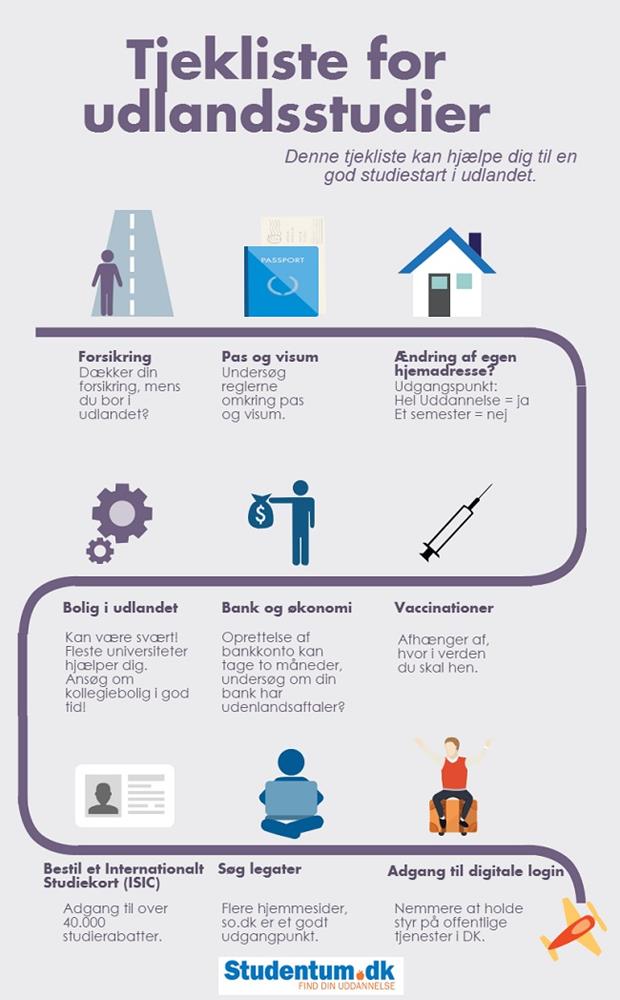 Tjekliste for
udlandsstudier
Denne tjekliste kan hjælpe dig til en
god studiestart i udlandet.
PASSPORT
Forsikring
Dækker din
forsikring, mens
du bor i
udlandet?
Pas og visum
Undersøg
reglerne
omkring pas
og visum.
Ændring af egen
hjemadresse?
Udgangspunkt:
Hel Uddannelse = ja
Et semester = nej
$
Bolig i udlandet
Kan være svært!
Fleste universiteter
hjælper dig.
Ansøg om
kollegiebolig i god
tid!
Bank og økonomi
Oprettelse af
bankkonto kan
tage to måneder,
undersøg om din
bank har
udenlandsaftaler?
Vaccinationer
Afhænger af,
hvor i verden
du skal hen.
Bestil et Internationalt
Studiekort (ISIC)
Adgang til over
40.000
studierabatter.
Søg legater
Flere hjemmesider,
so.dk er et godt
udgangpunkt.
Adgang til digitale login
Nemmere at holde
styr på offentlige
tjenester i DK.
Studentum.dk
FIND DIN UDDANNELSE